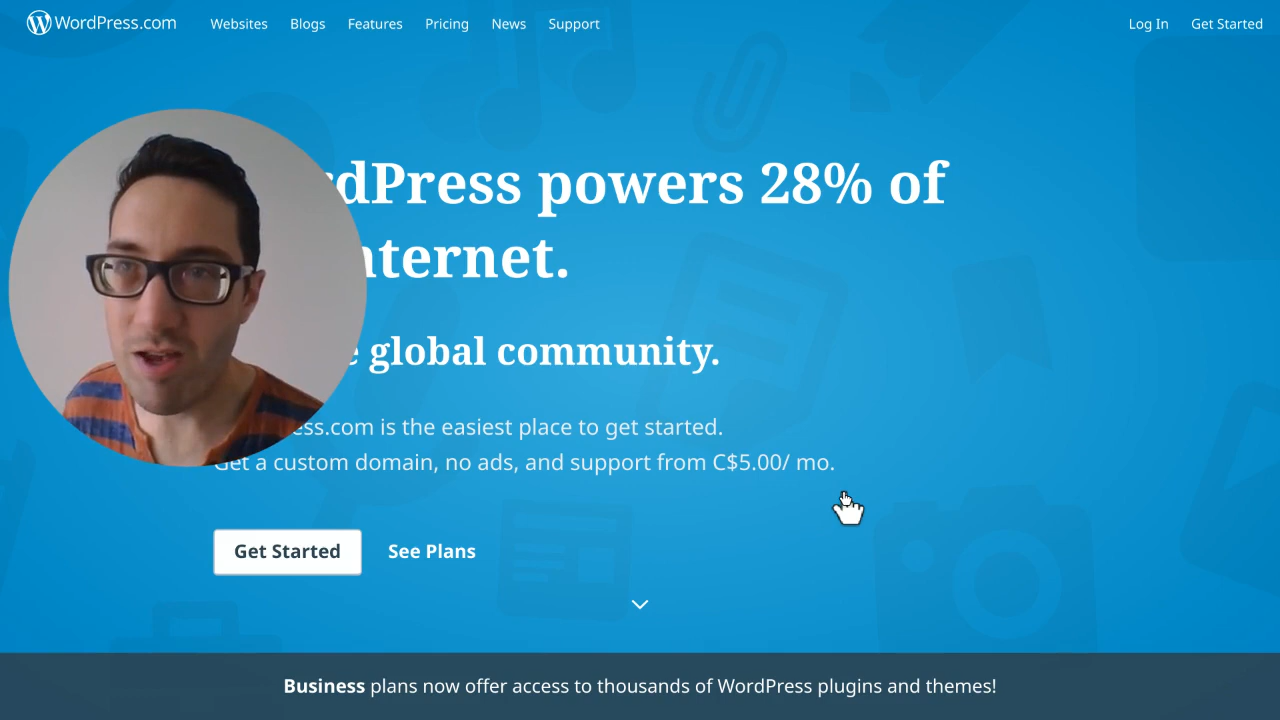 WordPress.com
Websites
Blogs
Features
Pricing
News
Support
Log In
Get Started
dPress powers 28% of
nternet.
global community.
ess.com is the easiest place to get started.
Get a custom domain, no ads, and support from C$5.00/ mo.
Get Started
See Plans
Business plans now offer access to thousands of WordPress plugins and themes!